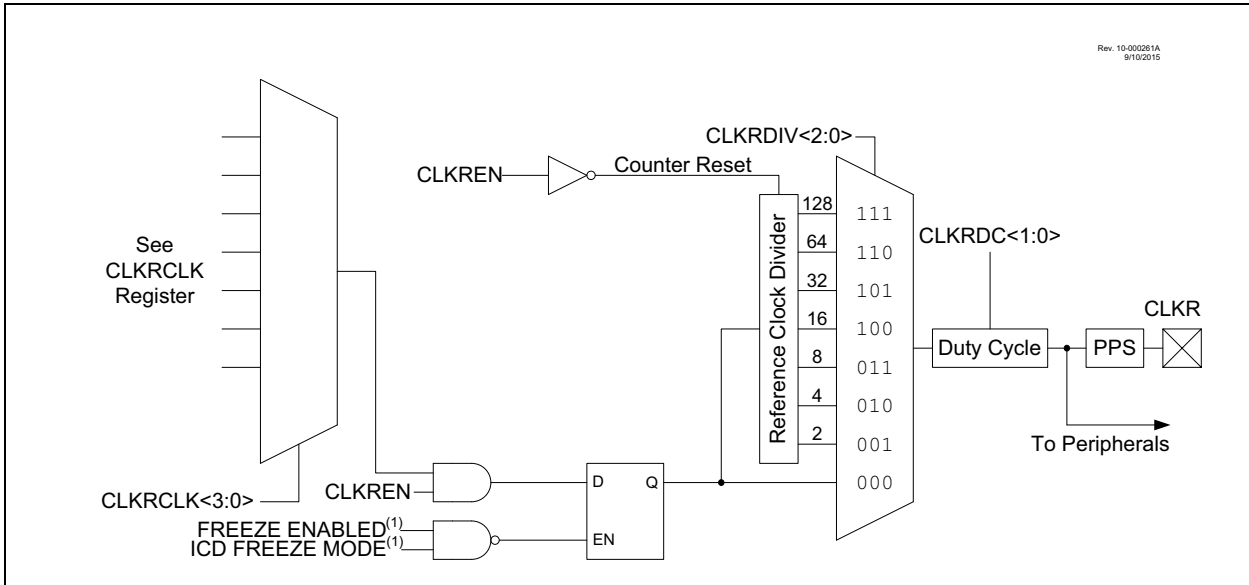 Rev. 10-000261A
9/10/2015
CLKRDIV<2:0>
CLKREN
Counter Reset
See
CLKRCLK
Register
Reference Clock Divider
128
64
32
16
8
4
2
111
110
101
100
011
010
001
000
CLKRDC<1:0>
Duty Cycle
PPS
CLKR
To Peripherals
CLKRCLK<3:0>
CLKREN
FREEZE ENABLED(1)
ICD FREEZE MODE(1)
D
Q
EN